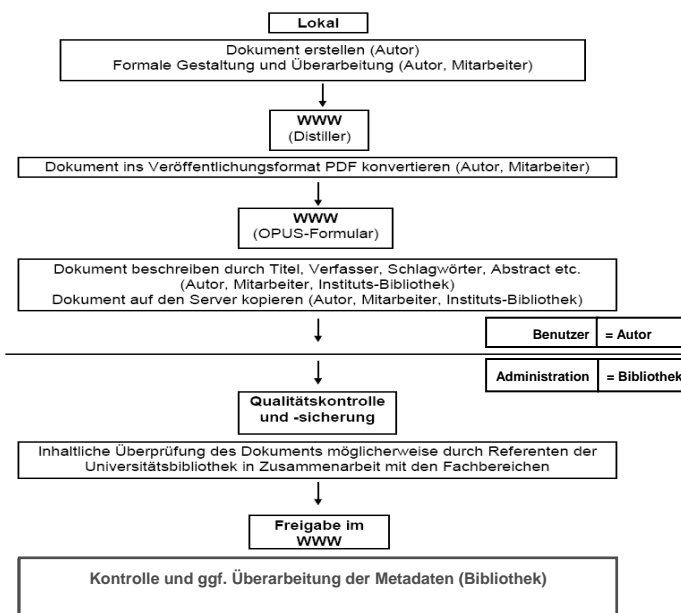 Lokal
Dokument erstellen (Autor)
Formale Gestaltung und Überarbeitung (Autor, Mitarbeiter)
WWW
(Distiller)
Dokument ins Veröffentlichungsformat PDF konvertieren (Autor, Mitarbeiter)
WWW
(OPUS-Formular)
Dokument beschreiben durch Titel, Verfasser, Schlagwörter, Abstract etc.
(Autor, Mitarbeiter, Instituts-Bibliothek)
Dokument auf den Server kopieren (Autor, Mitarbeiter, Instituts-Bibliothek)
Benutzer = Autor
Administration = Bibliothek
Qualitätskontrolle
und -sicherung
Inhaltliche Überprüfung des Dokuments möglicherweise durch Referenten der
Universitätsbibliothek in Zusammenarbeit mit den Fachbereichen
Freigabe im
WWW
Kontrolle und ggf. Überarbeitung der Metadaten (Bibliothek)